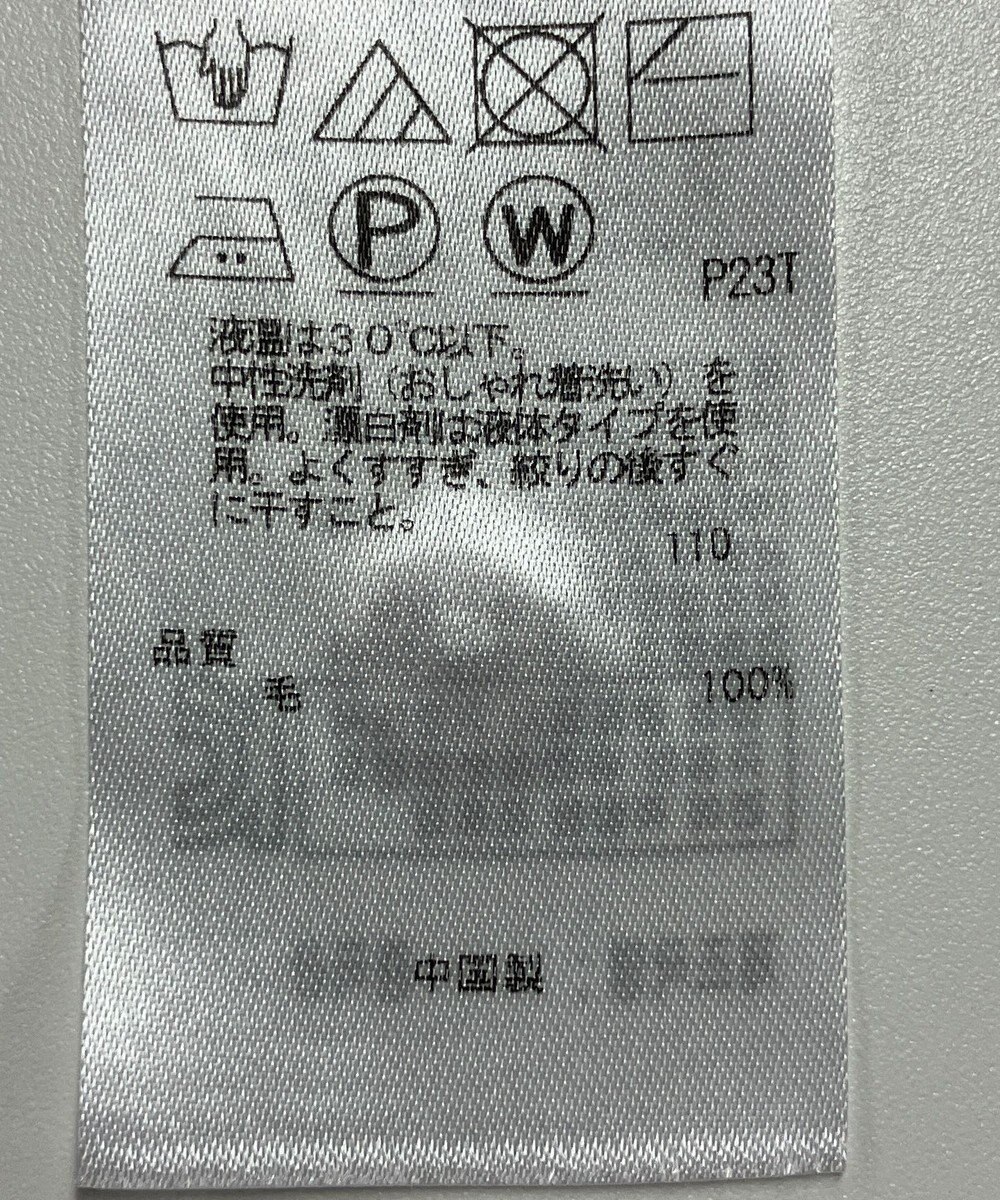 P W
P23T
液温は30℃以下。
中性洗剤（おしゃれ着洗い）を
使用。漂白剤は液体タイプを使
用。よくすすぎ、絞りの後すぐ
に干すこと。
110
品質
毛 100%
中国製